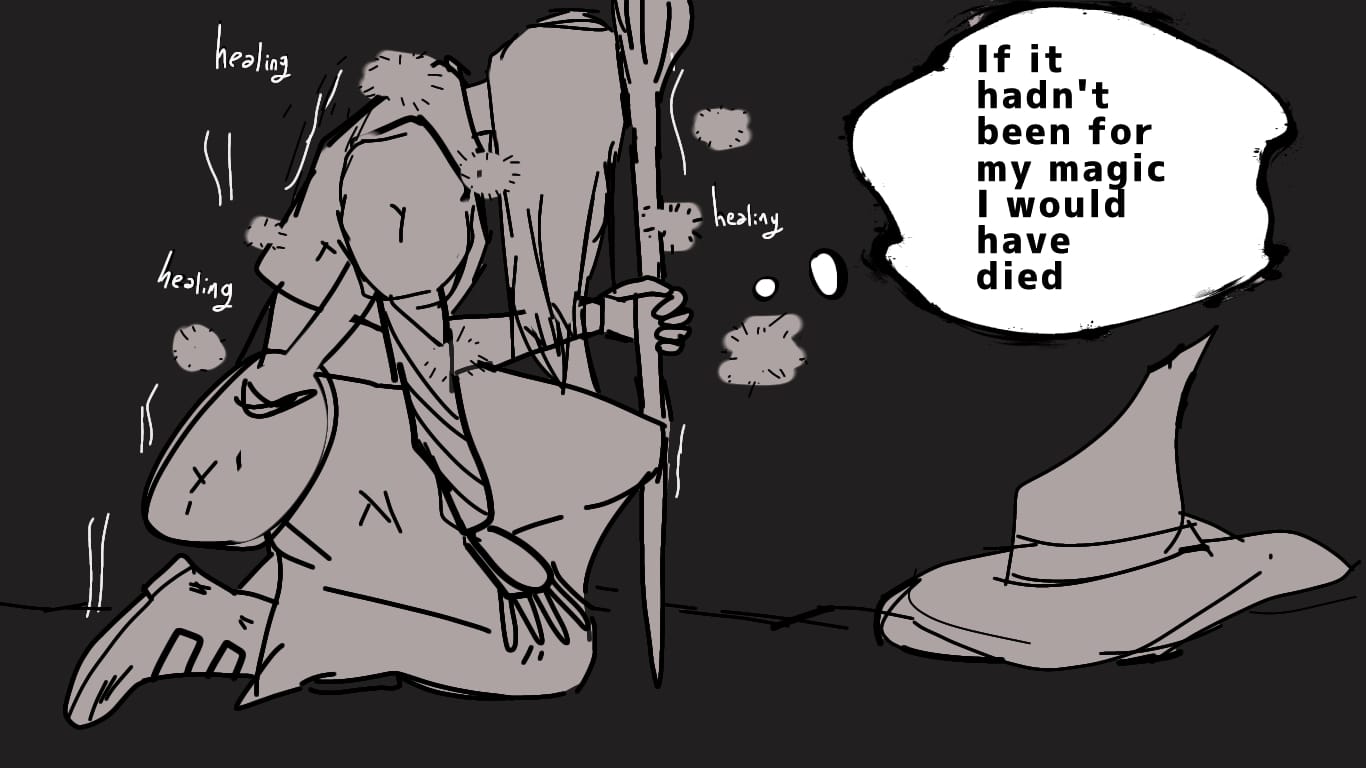 healing
healing
healing
If it
hadn't
been for
my magic
I would
have
died